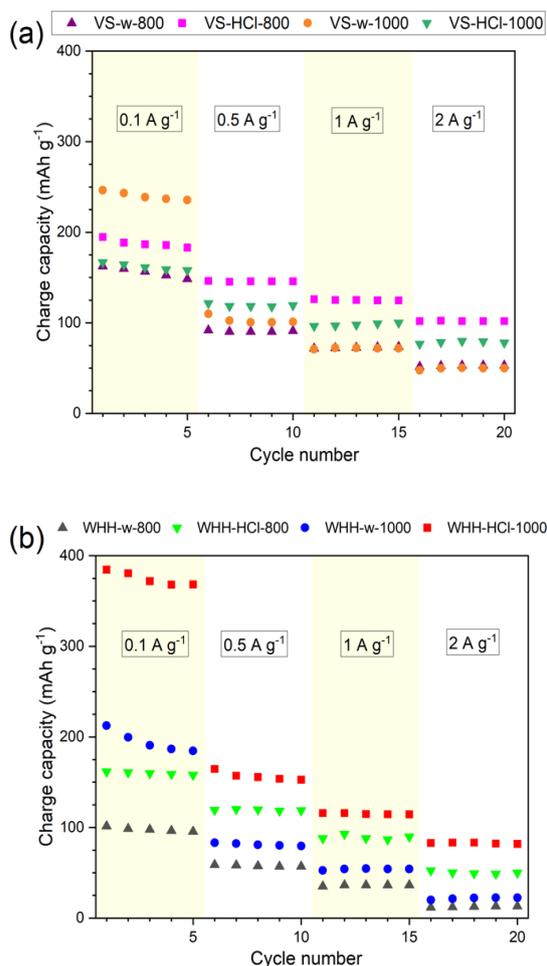 VS-w-800 VS-HCl-800 VS-w-1000 VS-HCl-1000
(a)
400
300
200
100
0
Charge capacity (mAh g⁻¹)
0.1 A g⁻¹ 0.5 A g⁻¹ 1 A g⁻¹ 2 A g⁻¹
5 10 15 20
Cycle number
(b)
WHH-w-800 WHH-HCl-800 WHH-w-1000 WHH-HCl-1000
400
300
200
100
0
Charge capacity (mAh g⁻¹)
0.1 A g⁻¹ 0.5 A g⁻¹ 1 A g⁻¹ 2 A g⁻¹
5 10 15 20
Cycle number